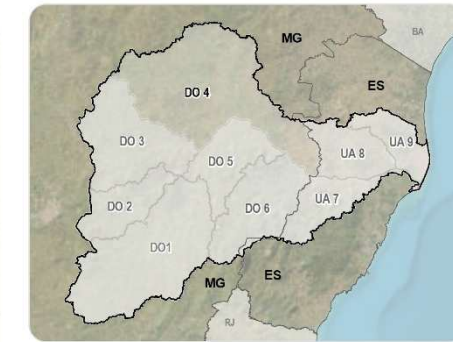 MG
BA
ES
DO 4
DO 3
UA 9
UA 8
DO 5
DO 2
DO 6
UA 7
DO1
MG
ES
RJ